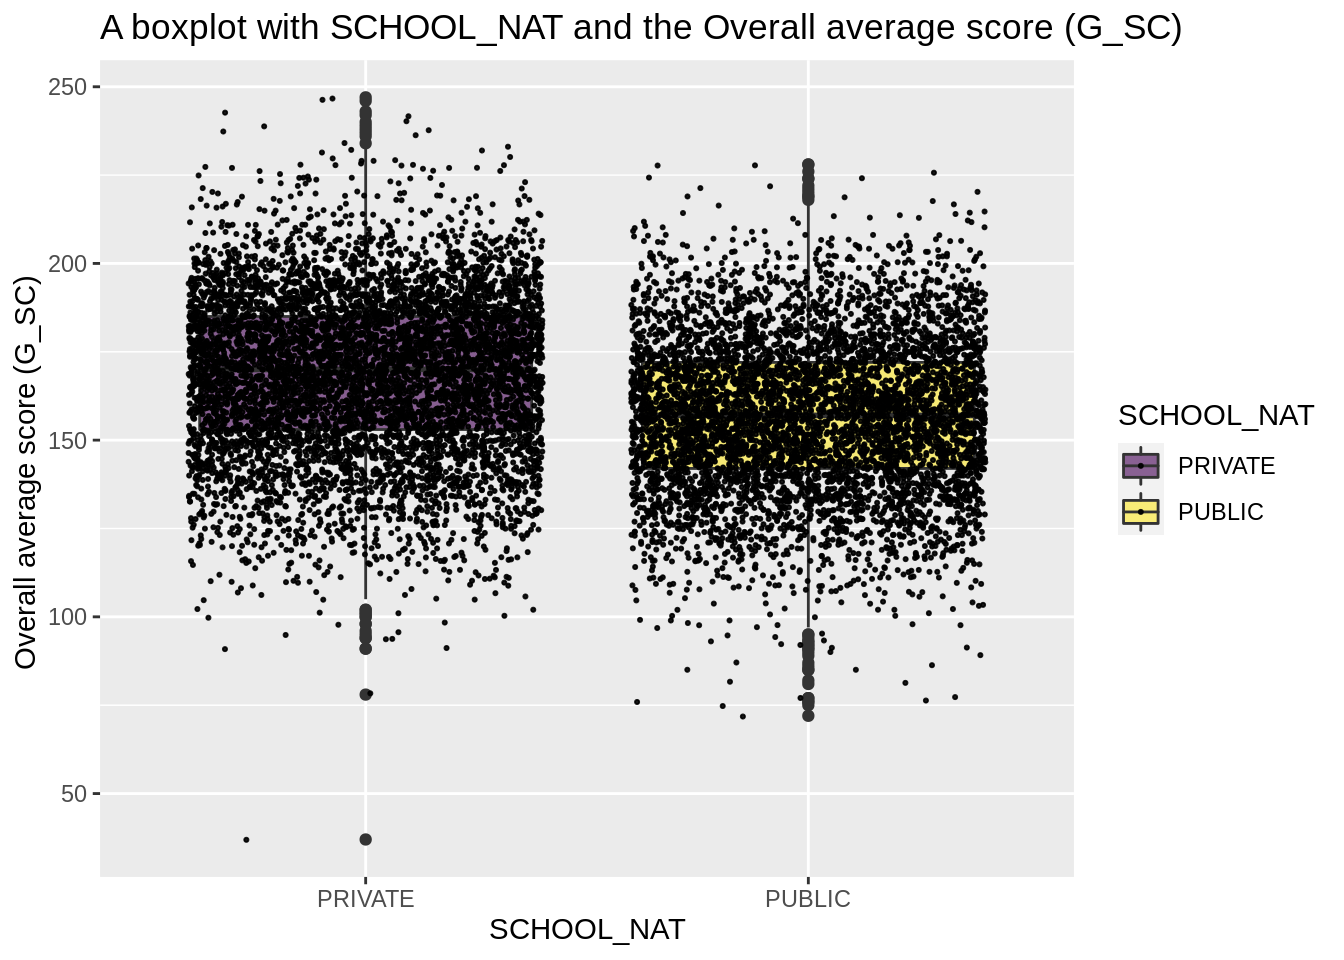 A boxplot with SCHOOL_NAT and the Overall average score (G_SC)
Overall average score (G_SC)
250
200
150
100
50
PRIVATE
PUBLIC
SCHOOL_NAT
SCHOOL_NAT
PRIVATE
PUBLIC